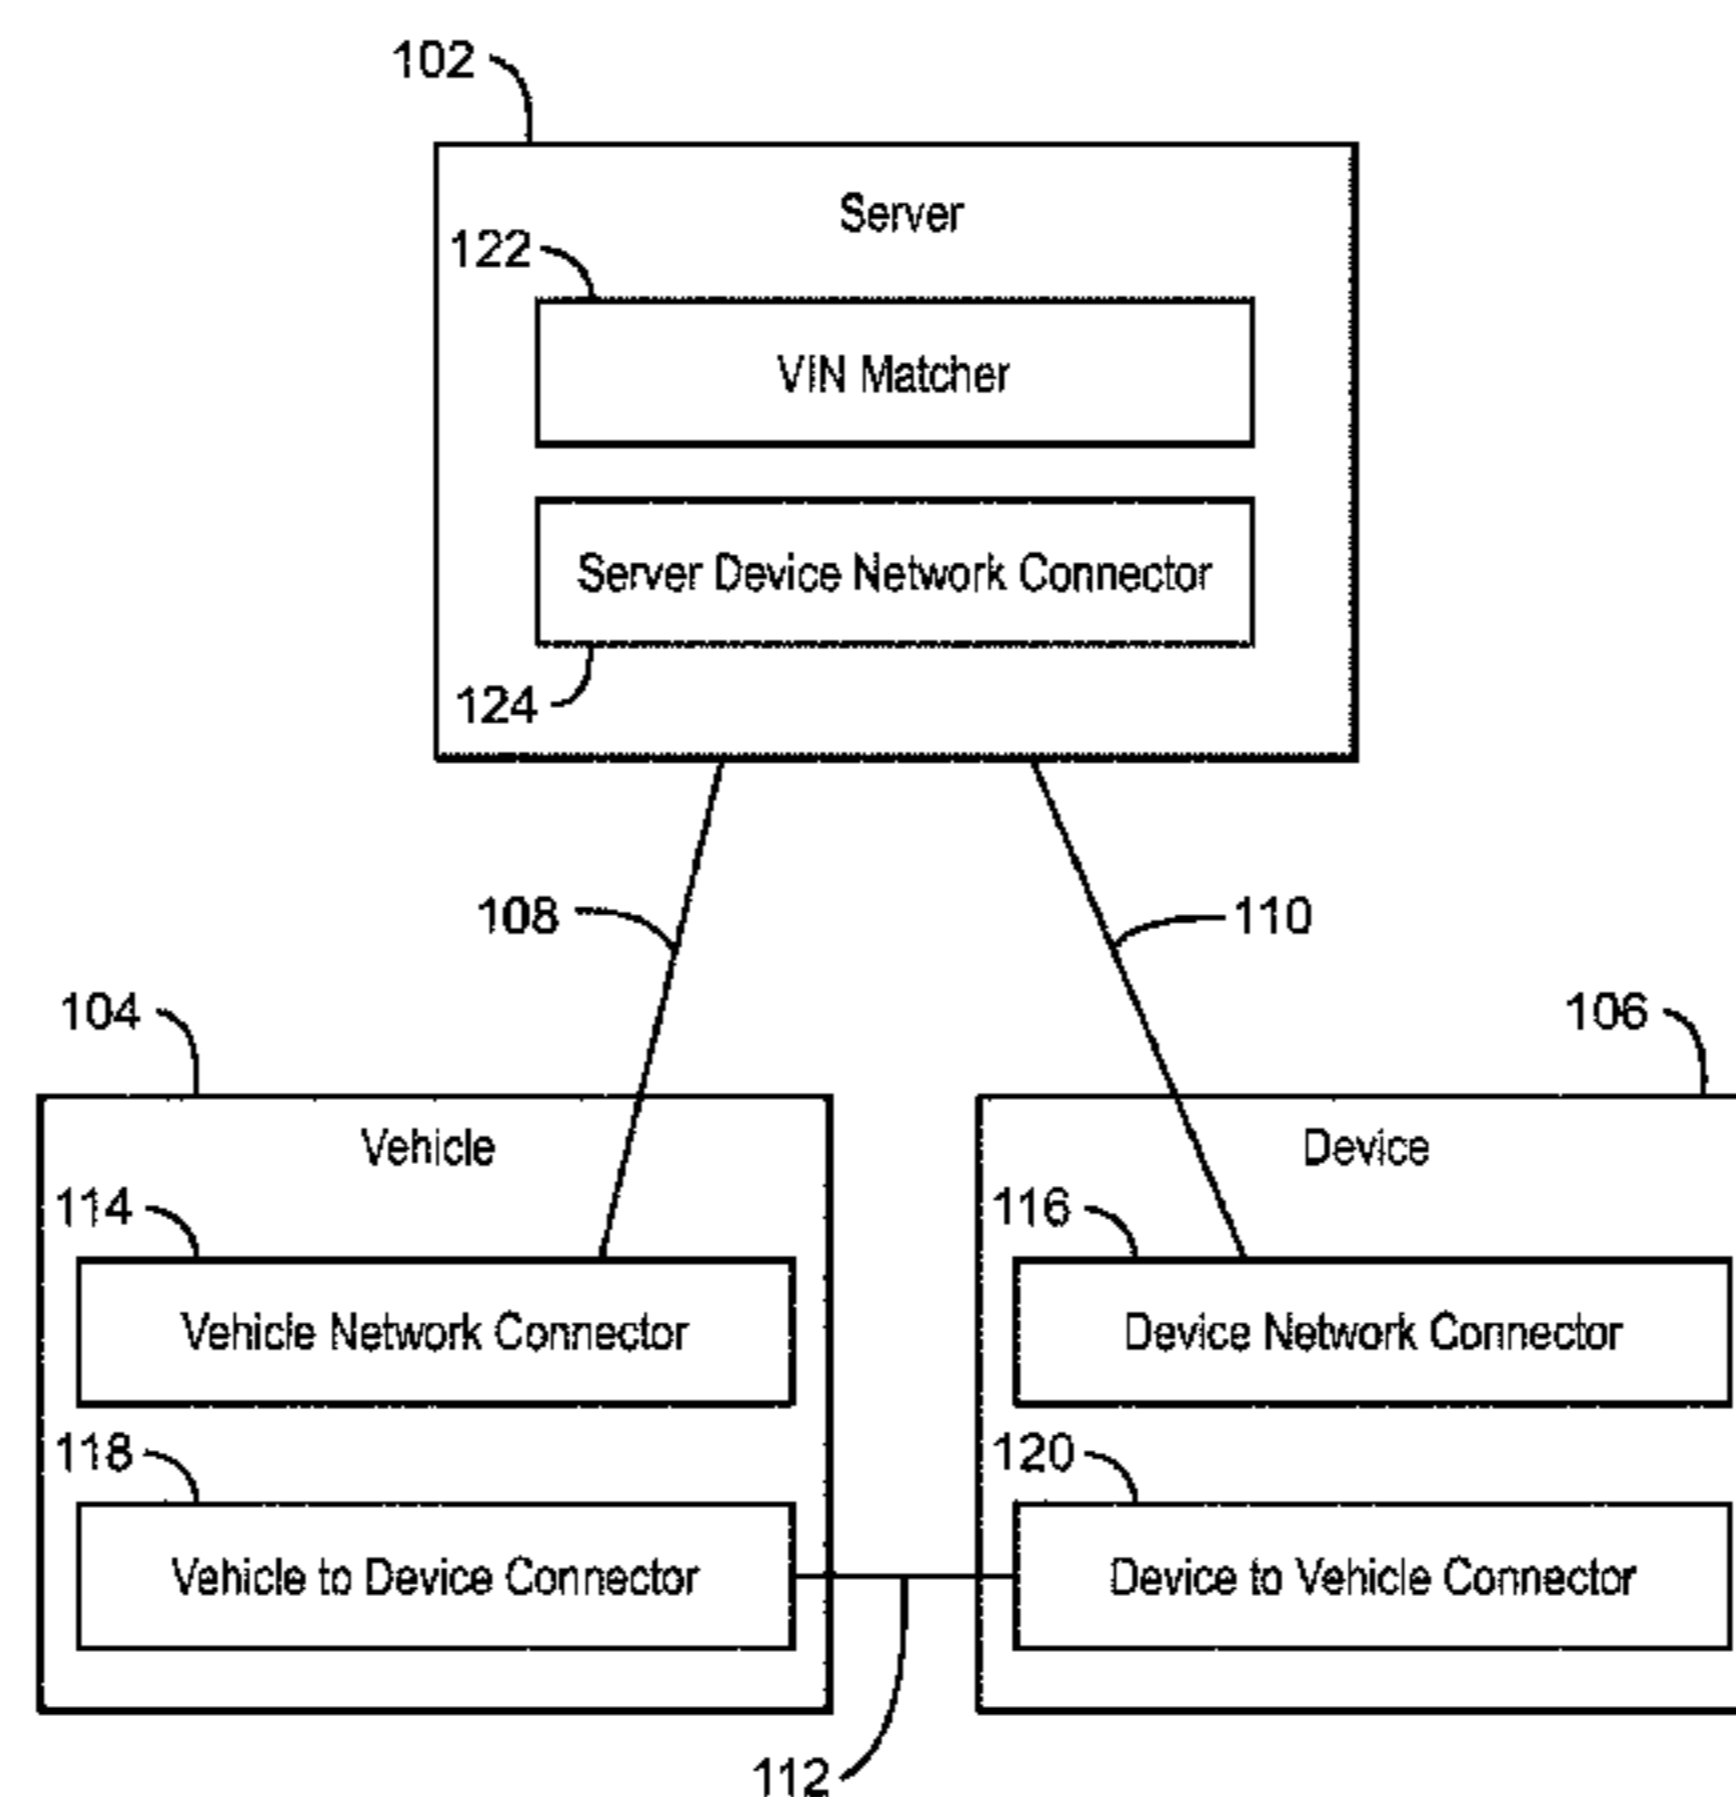 102
Server
122
VIN Matcher
Server Device Network Connector
124
108
110
104
106
Vehicle
Device
114
116
Vehicle Network Connector
Device Network Connector
118
120
Vehicle to Device Connector
Device to Vehicle Connector
112